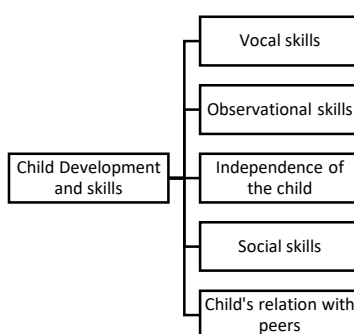 Vocal skills
Observational skills
Child Development
and skills
Independence of
the child
Social skills
Child's relation with
peers